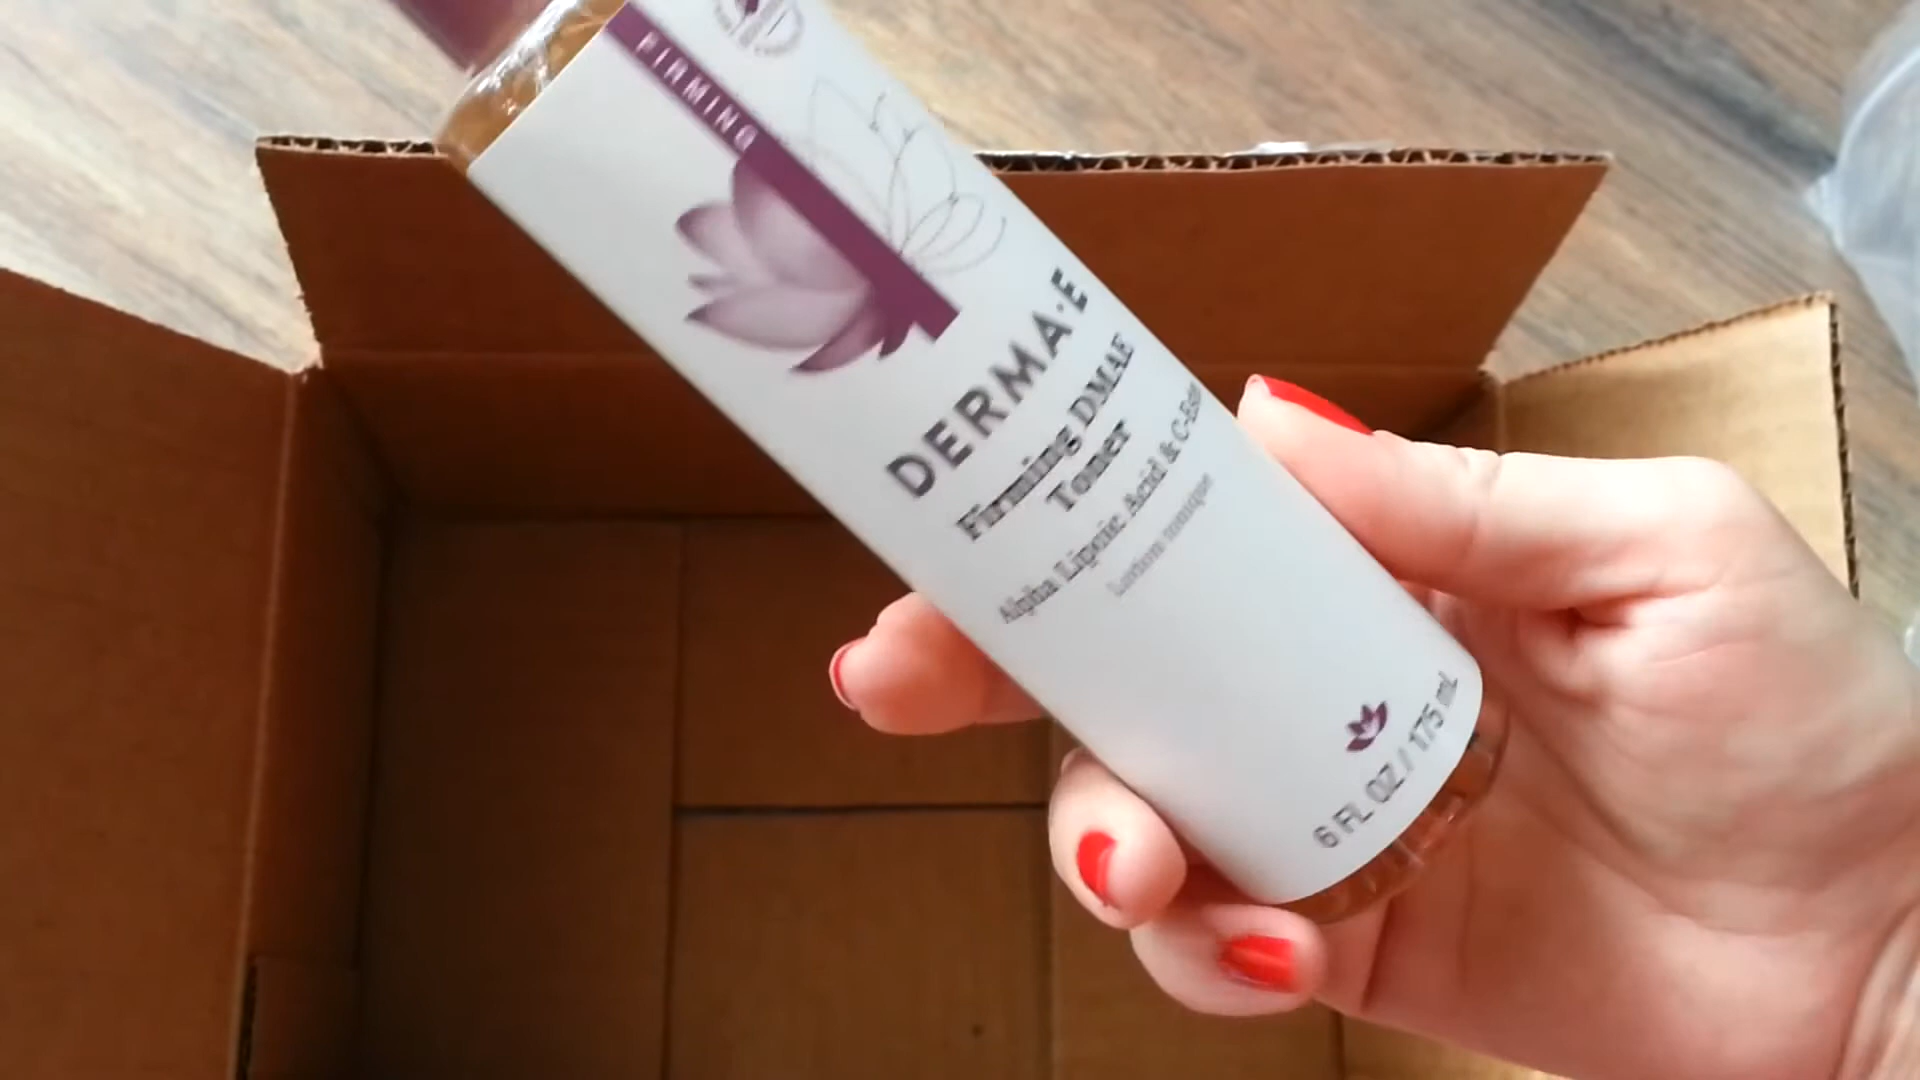 FIRMING
DERMA·E
Firming DMAE
Toner
Alpha Lipoic Acid & C-Ester
Lotion tonique
6 FL OZ / 175 mL